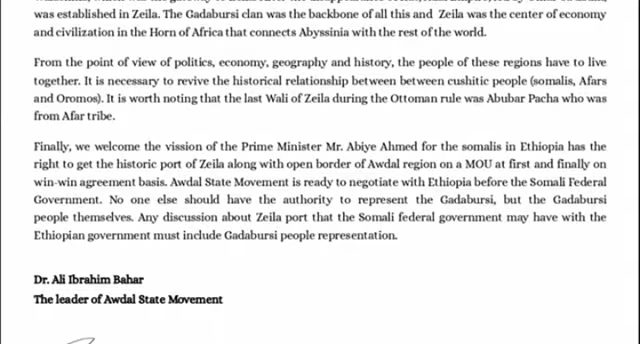 was established in Zeila. The Gadabursi clan was the backbone of all this and Zeila was the center of economy
and civilization in the Horn of Africa that connects Abyssinia with the rest of the world.
From the point of view of politics, economy, geography and history, the people of these regions have to live
together. It is necessary to revive the historical relationship between between cushitic people (somalis, Afars
and Oromos). It is worth noting that the last Wali of Zeila during the Ottoman rule was Abubar Pacha who was
from Afar tribe.
Finally, we welcome the vission of the Prime Minister Mr. Abiye Ahmed for the somalis in Ethiopia has the
right to get the historic port of Zeila along with open border of Awdal region on a MOU at first and finally on
win-win agreement basis. Awdal State Movement is ready to negotiate with Ethiopia before the Somali Federal
Government. No one else should have the authority to represent the Gadabursi, but the Gadabursi
people themselves. Any discussion about Zeila port that the Somali federal government may have with the
Ethiopian government must include Gadabursi people representation.
Dr. Ali Ibrahim Bahar
The leader of Awdal State Movement